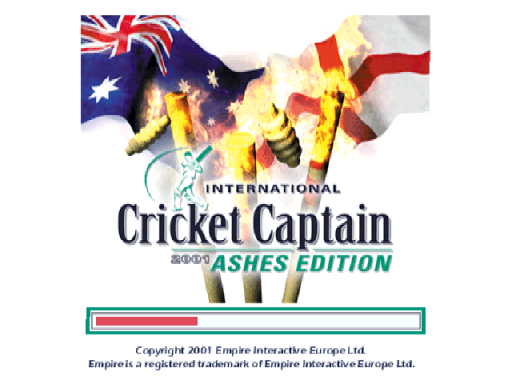 INTERNATIONAL
Cricket Captain
2001 ASHES EDITION
Copyright 2001 Empire Interactive Europe Ltd.
Empire is a registered trademark of Empire Interactive Europe Ltd.